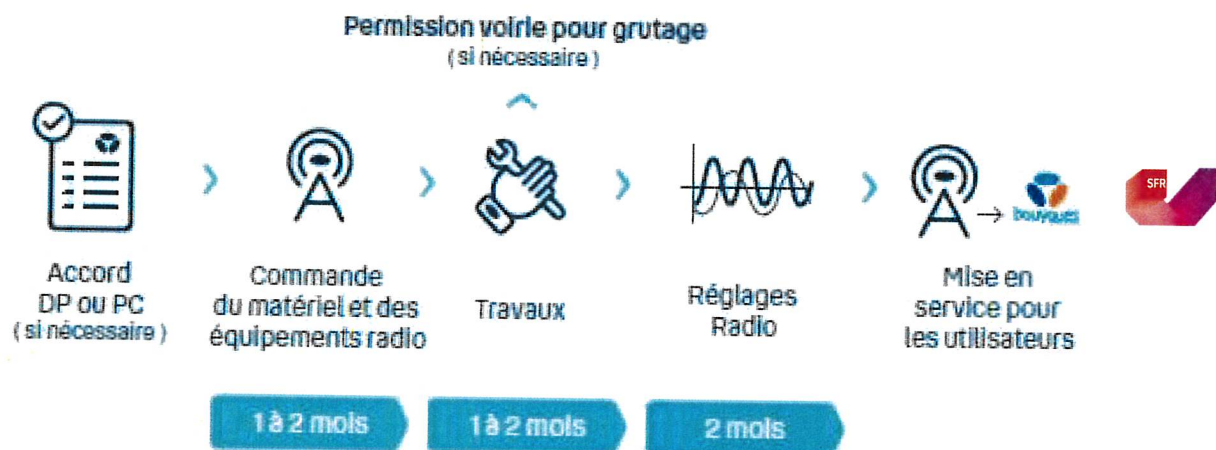 Permission voirie pour grutage
( si nécessaire )
Accord
DP ou PC
( si nécessaire )
Commande
du matériel et des
équipements radio
Travaux
Réglages
Radio
bouygues
SFR
Mise en
service pour
les utilisateurs
1 à 2 mois
1 à 2 mois
2 mois